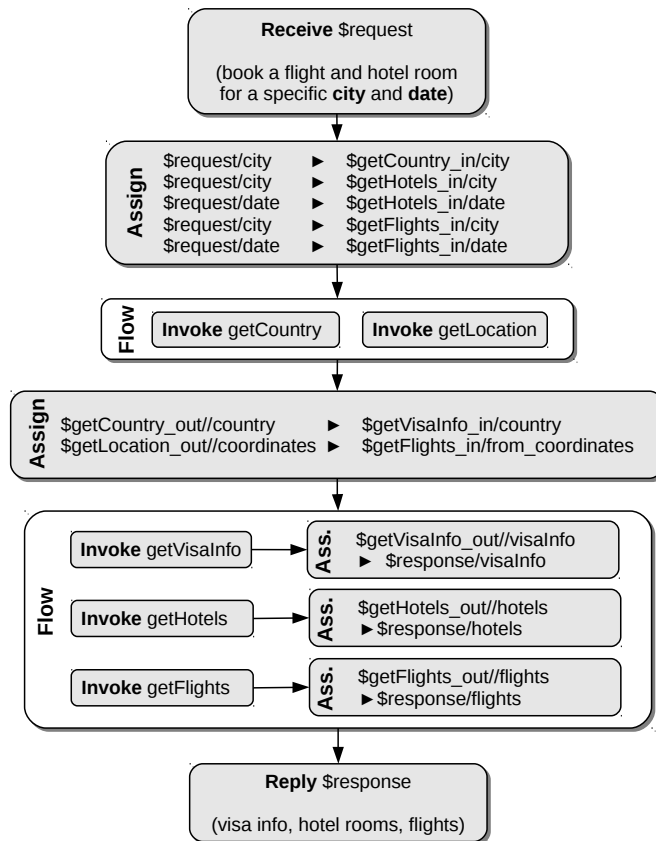 Receive $request
(book a flight and hotel room
for a specific city and date)
Assign
$request/city ► $getCountry_in/city
$request/city ► $getHotels_in/city
$request/date ► $getHotels_in/date
$request/city ► $getFlights_in/city
$request/date ► $getFlights_in/date
Flow
Invoke getCountry
Invoke getLocation
Assign
$getCountry_out//country ► $getVisaInfo_in/country
$getLocation_out//coordinates ► $getFlights_in/from_coordinates
Flow
Invoke getVisaInfo
Ass.
$getVisaInfo_out//visaInfo
► $response/visaInfo
Invoke getHotels
Ass.
$getHotels_out//hotels
►$response/hotels
Invoke getFlights
Ass.
$getFlights_out//flights
►$response/flights
Reply $response
(visa info, hotel rooms, flights)